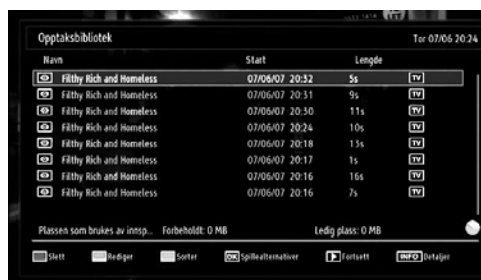 Opptaksbibliotek Tor 07/06 20:24
Navn Start Lengde
Filthy Rich and Homeless 07/06/07 20:32 5s TV
Filthy Rich and Homeless 07/06/07 20:31 9s TV
Filthy Rich and Homeless 07/06/07 20:30 11s TV
Filthy Rich and Homeless 07/06/07 20:24 10s TV
Filthy Rich and Homeless 07/06/07 20:18 13s TV
Filthy Rich and Homeless 07/06/07 20:17 1s TV
Filthy Rich and Homeless 07/06/07 20:16 16s TV
Filthy Rich and Homeless 07/06/07 20:16 7s TV
Plassen som brukes av innsp... Forbeholdt: 0 MB Ledig plass: 0 MB
Slett Rediger Sorter OK Spillealternativer Fortsett INFO Detaljer